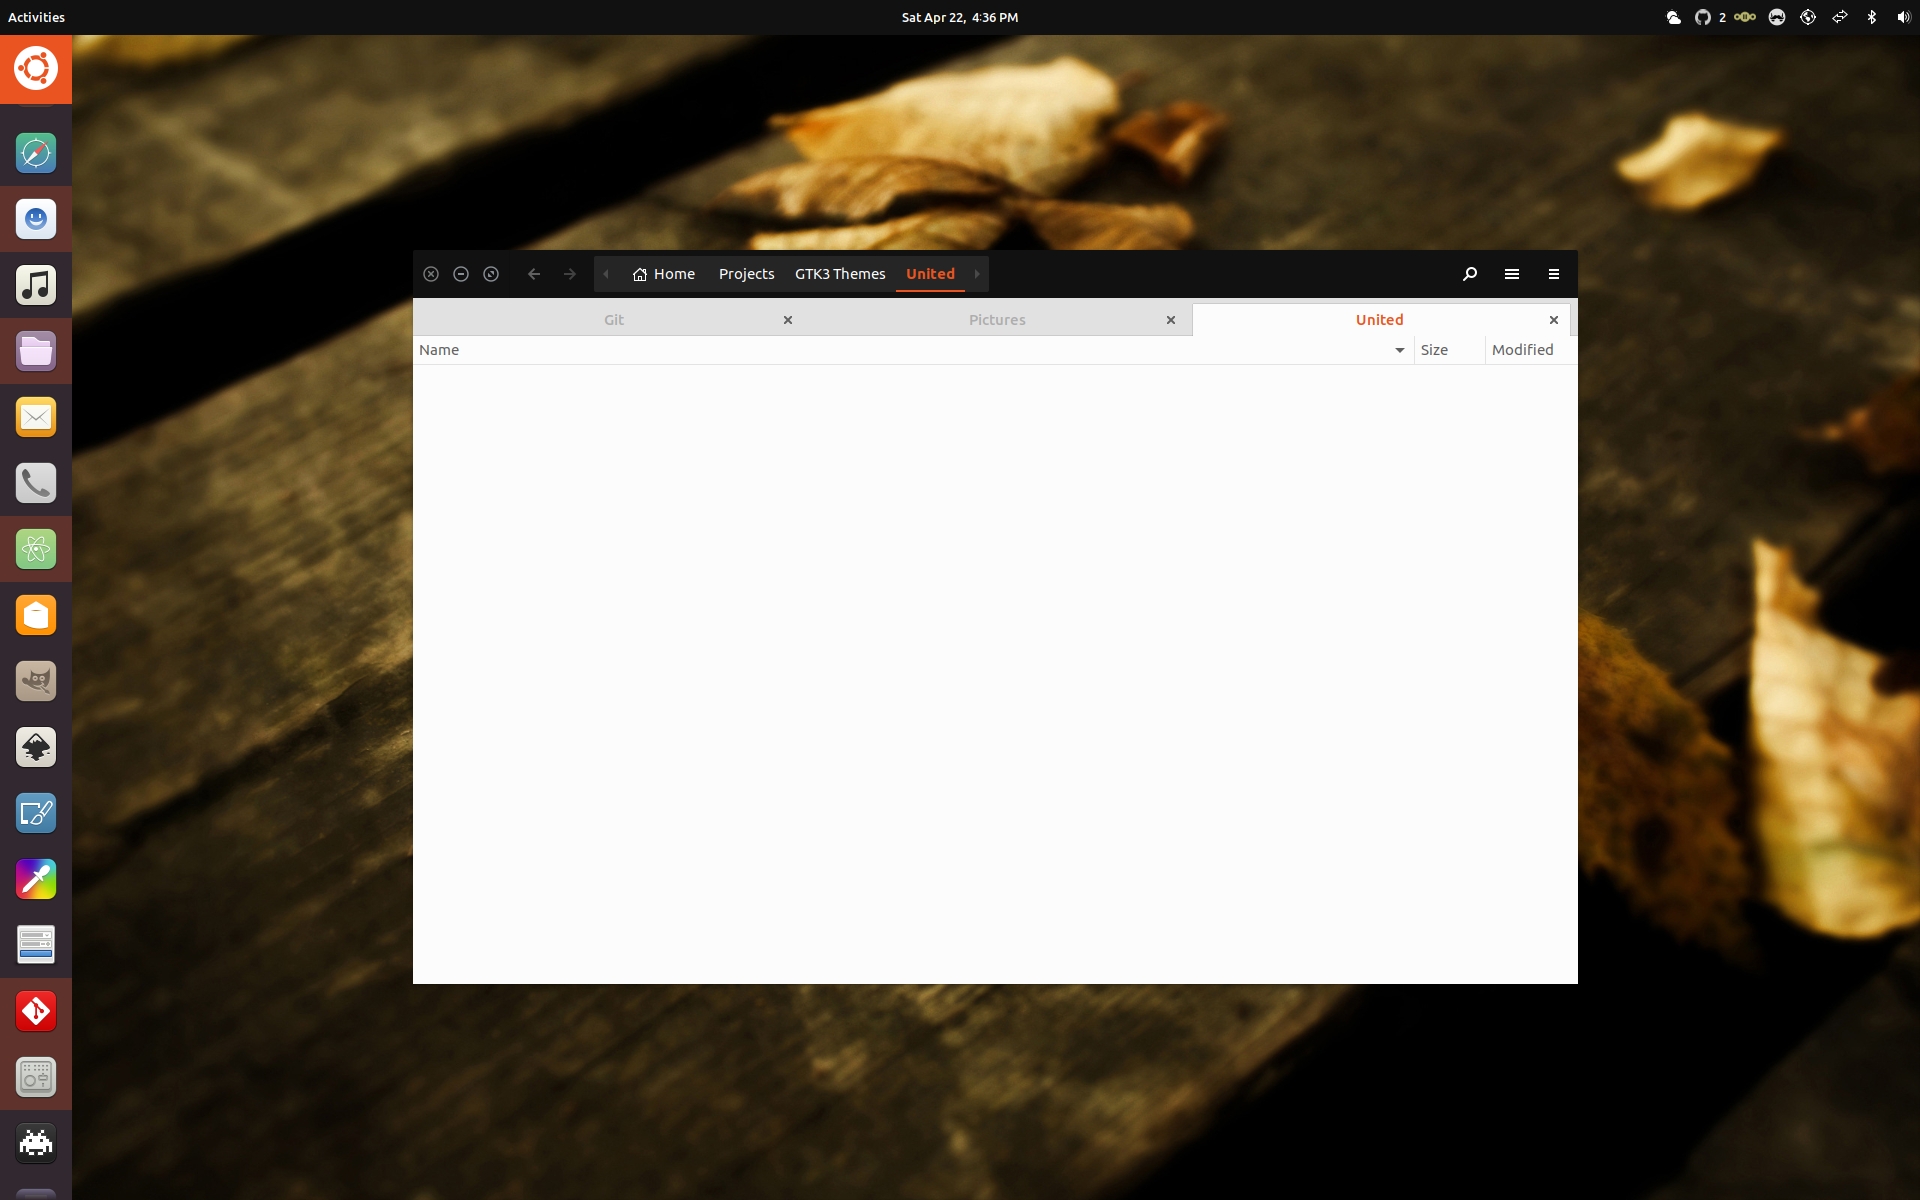 Activities
Sat Apr 22, 4:36 PM
2
Home Projects GTK3 Themes United
Git Pictures United
Name Size Modified